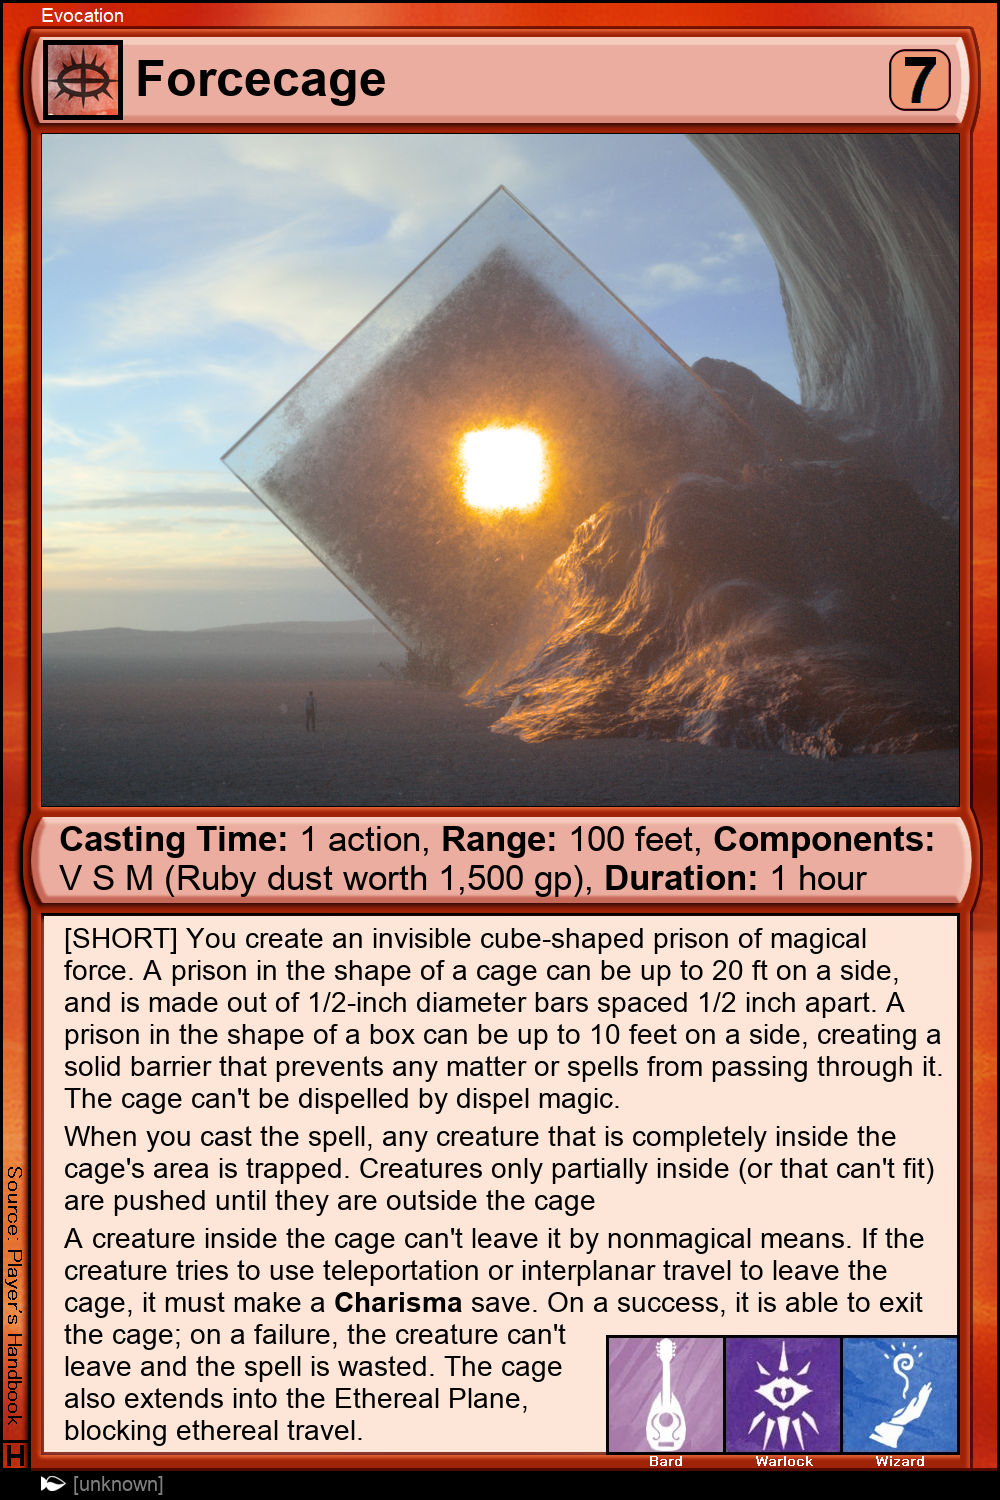 Evocation
Forcecage
7
Casting Time: 1 action, Range: 100 feet, Components:
V S M (Ruby dust worth 1,500 gp), Duration: 1 hour
[SHORT] You create an invisible cube-shaped prison of magical
force. A prison in the shape of a cage can be up to 20 ft on a side,
and is made out of 1/2-inch diameter bars spaced 1/2 inch apart. A
prison in the shape of a box can be up to 10 feet on a side, creating a
solid barrier that prevents any matter or spells from passing through it.
The cage can't be dispelled by dispel magic.
When you cast the spell, any creature that is completely inside the
cage's area is trapped. Creatures only partially inside (or that can't fit)
are pushed until they are outside the cage
A creature inside the cage can't leave it by nonmagical means. If the
creature tries to use teleportation or interplanar travel to leave the
cage, it must make a Charisma save. On a success, it is able to exit
the cage; on a failure, the creature can't
leave and the spell is wasted. The cage
also extends into the Ethereal Plane,
blocking ethereal travel.
Bard
Warlock
Wizard
Source: Player's Handbook
H
[unknown]